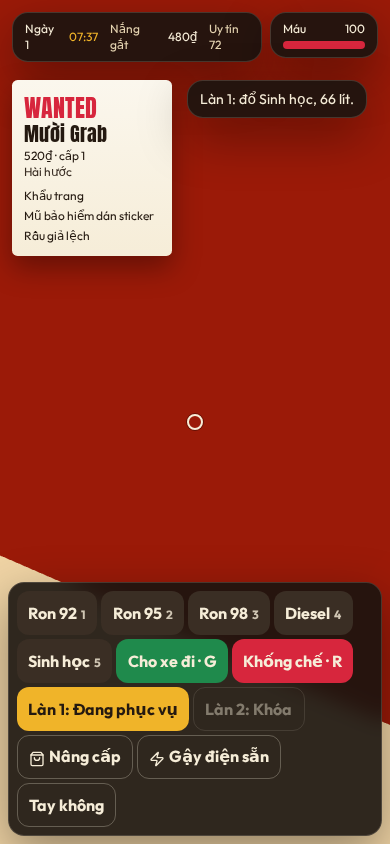 Ngày 1
07:37
Nắng gắt
480₫
Uy tín 72
Máu 100
WANTED
Mười Grab
520₫ · cấp 1
Hài hước
Khẩu trang
Mũ bảo hiểm dán sticker
Râu giả lệch
Làn 1: đổ Sinh học, 66 lít.
Ron 92 1
Ron 95 2
Ron 98 3
Diesel 4
Sinh học 5
Cho xe đi · G
Khống chế · R
Làn 1: Đang phục vụ
Làn 2: Khóa
Nâng cấp
Gậy điện sẵn
Tay không